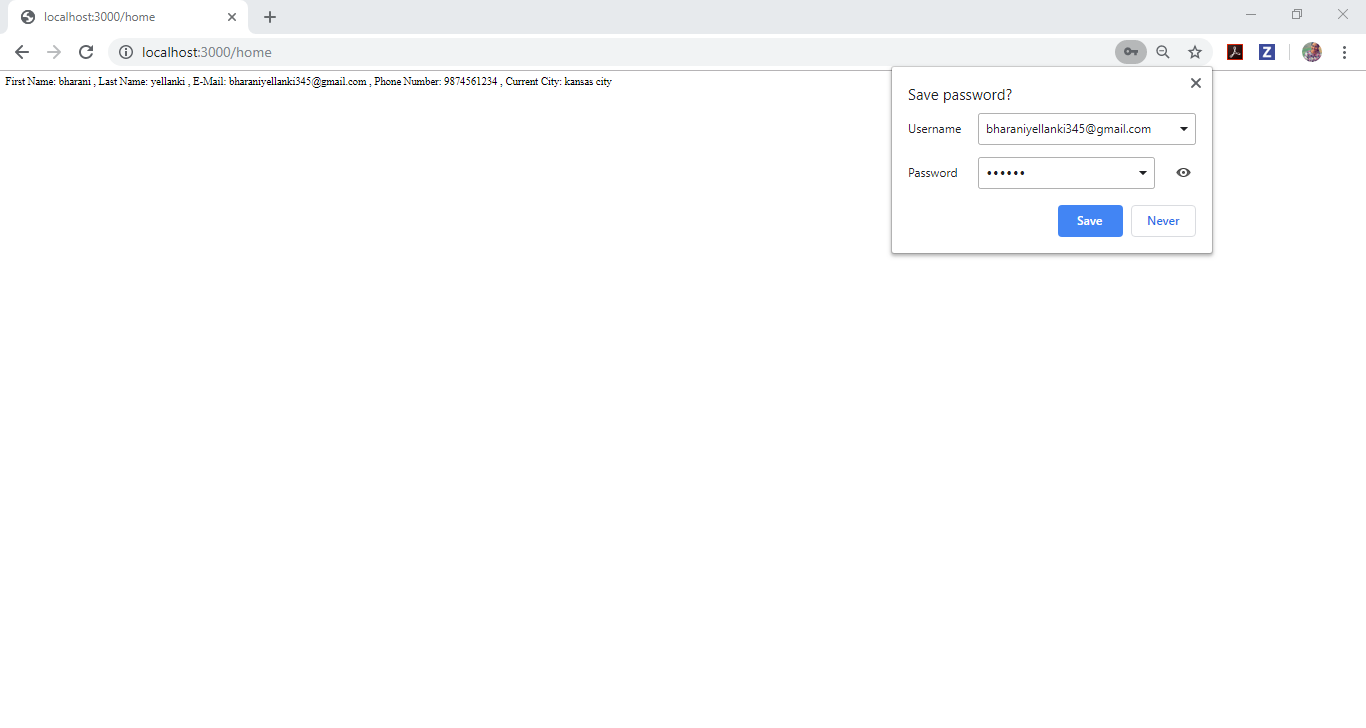 localhost:3000/home
localhost:3000/home
First Name: bharani , Last Name: yellanki , E-Mail: bharaniyellanki345@gmail.com , Phone Number: 9874561234 , Current City: kansas city
Save password?
Username bharaniyellanki345@gmail.com
Password ••••••
Save Never
Z